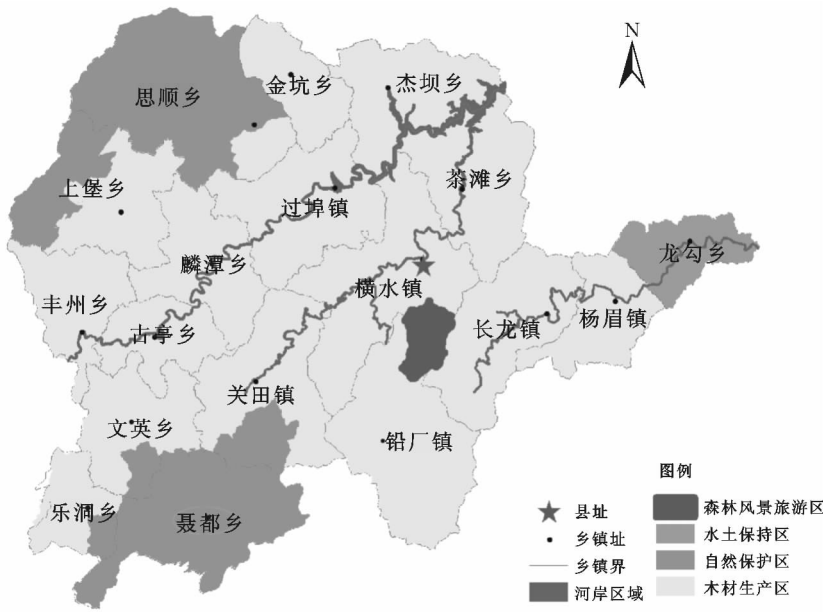 N
思顺乡
金坑乡
杰坝乡
上堡乡
过埠镇
茶滩乡
麟潭乡
横水镇
龙勾乡
丰州乡
古亭乡
长龙镇
杨眉镇
关田镇
文英乡
铅厂镇
乐洞乡
聂都乡
图例
县址
乡镇址
乡镇界
河岸区域
森林风景旅游区
水土保持区
自然保护区
木材生产区